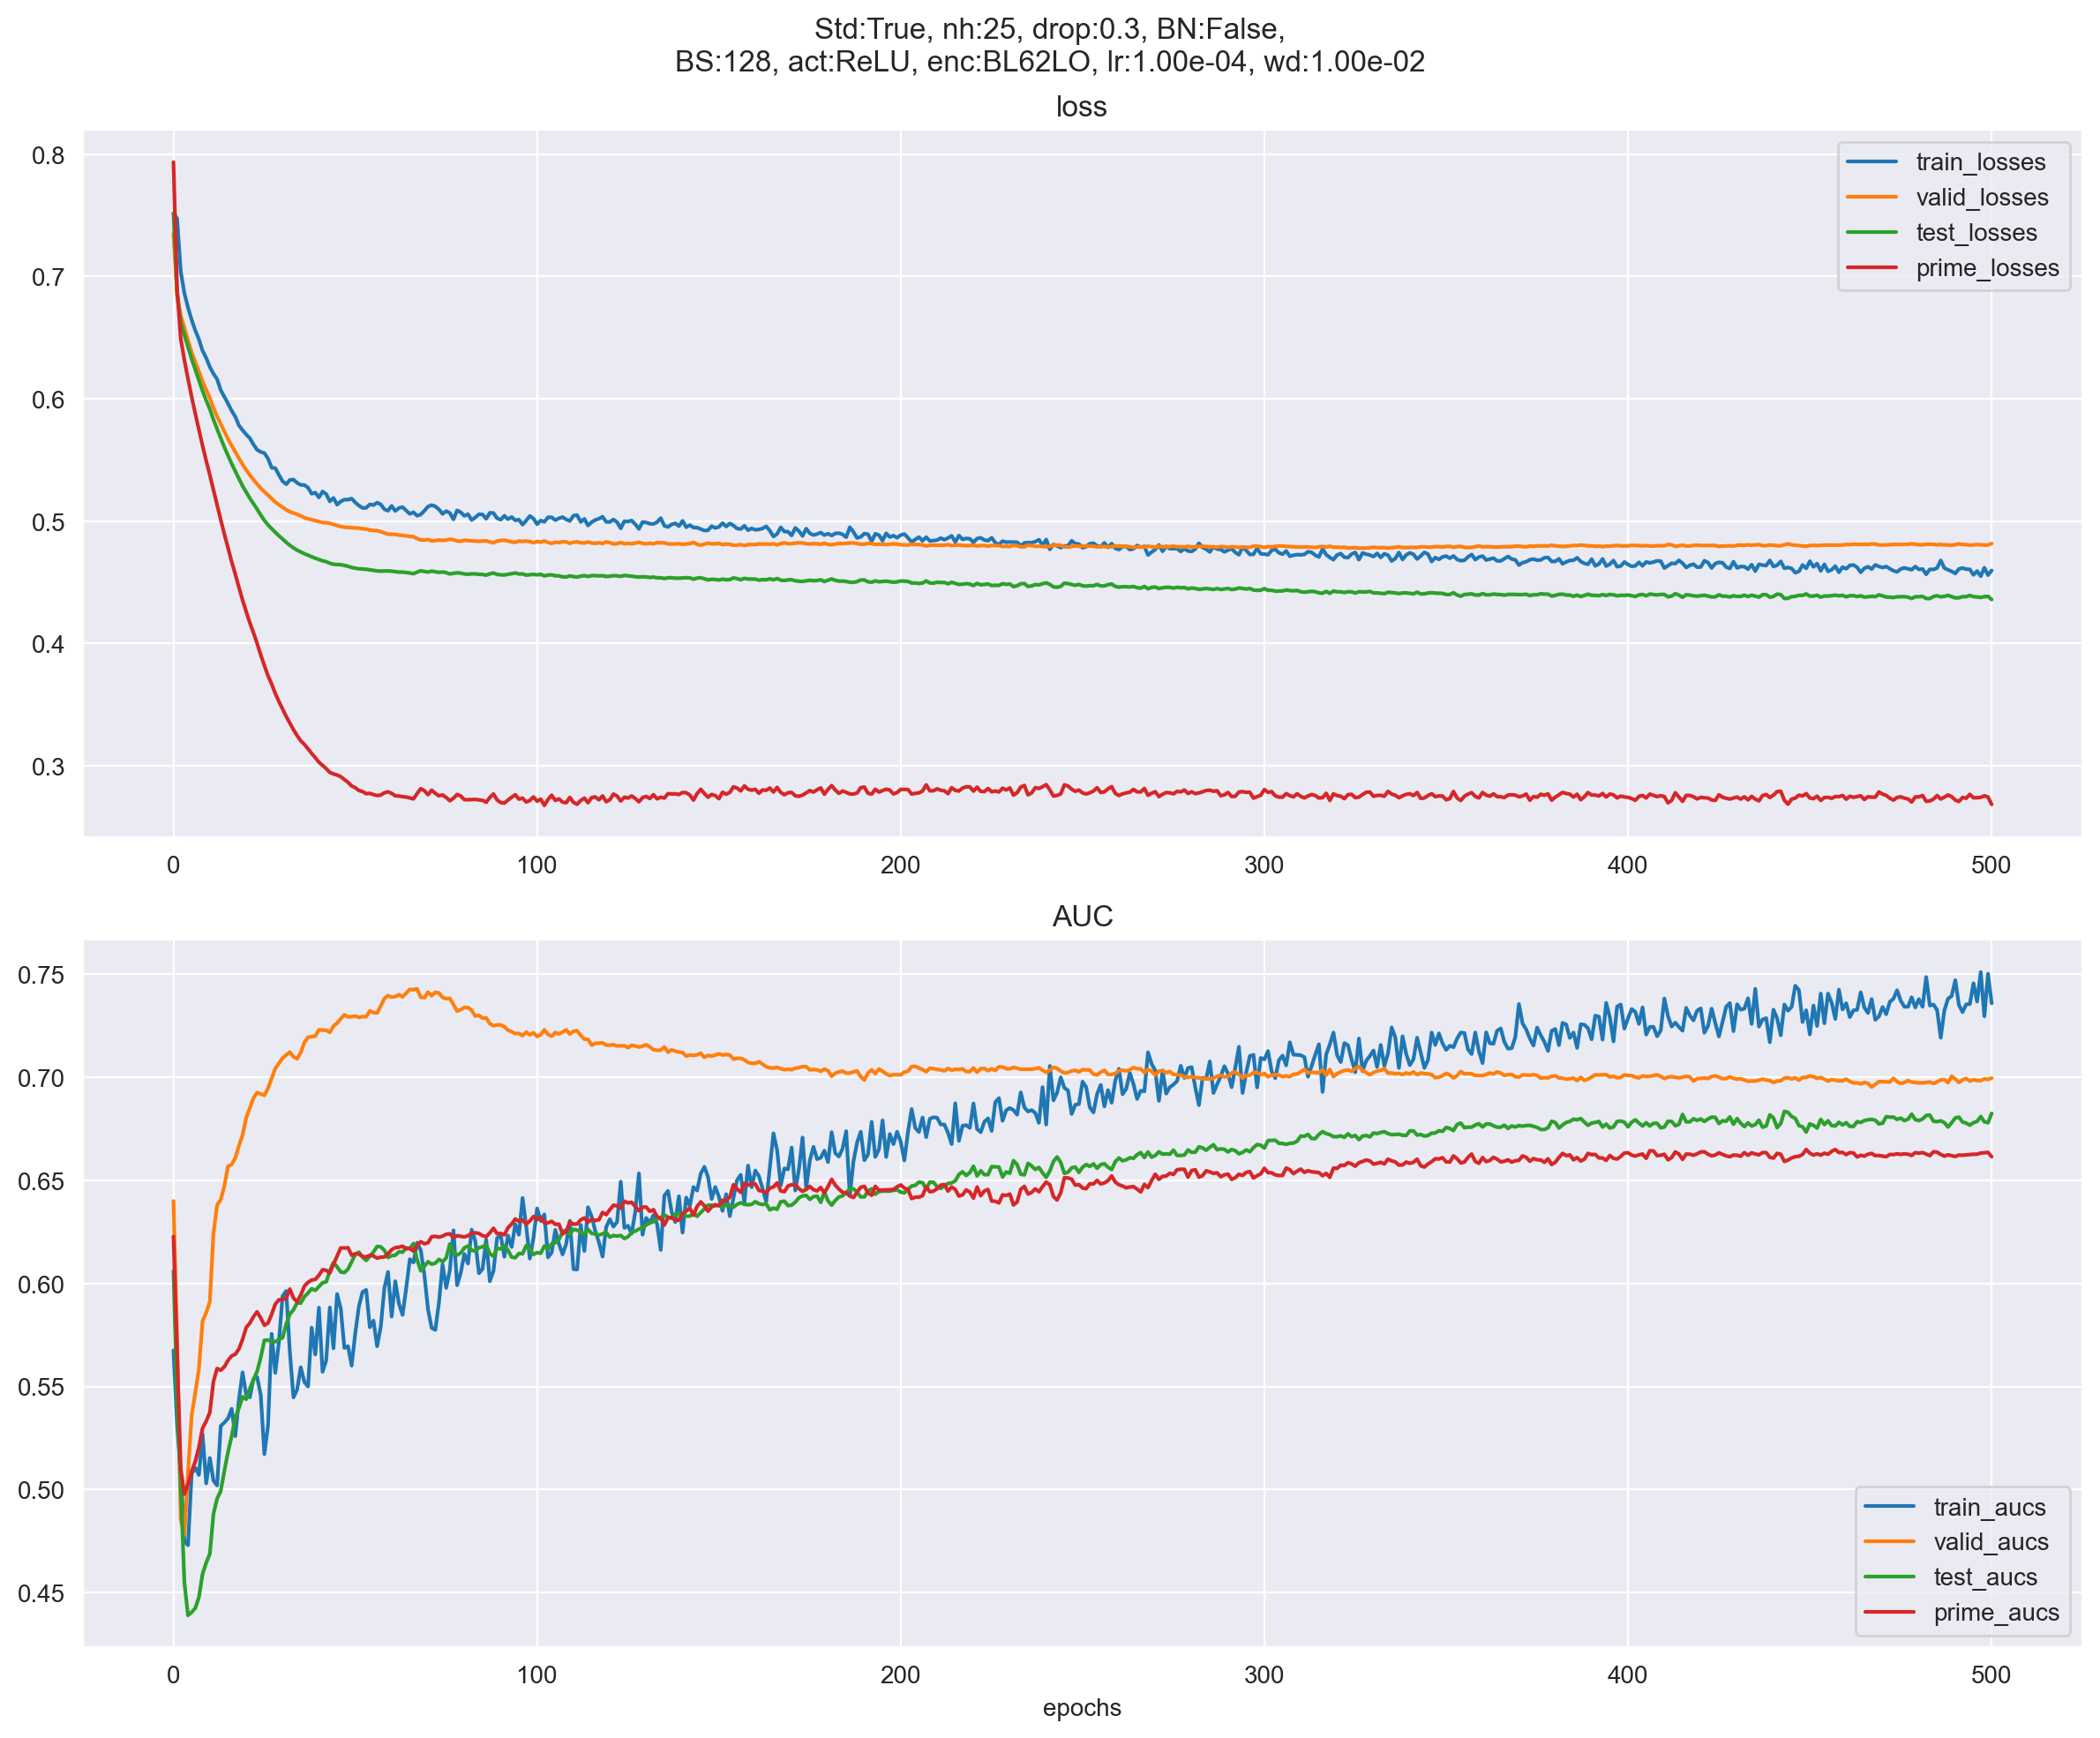 Std:True, nh:25, drop:0.3, BN:False,
BS:128, act:ReLU, enc:BL62LO, lr:1.00e-04, wd:1.00e-02
loss
0.8
0.7
0.6
0.5
0.4
0.3
train_losses
valid_losses
test_losses
prime_losses
0 100 200 300 400 500
AUC
0.75
0.70
0.65
0.60
0.55
0.50
0.45
train_aucs
valid_aucs
test_aucs
prime_aucs
0 100 200 300 400 500
epochs